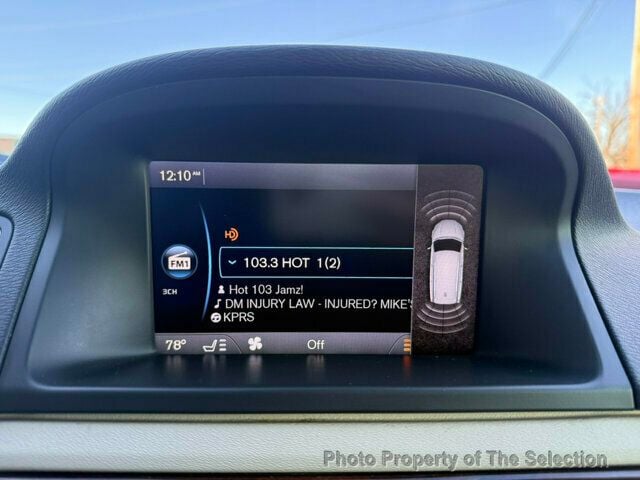 12:10 AM
HD
FM1
103.3 HOT 1(2)
3CH
Hot 103 Jamz!
DM INJURY LAW - INJURED? MIKE'S
KPRS
78° Off
Photo Property of The Selection